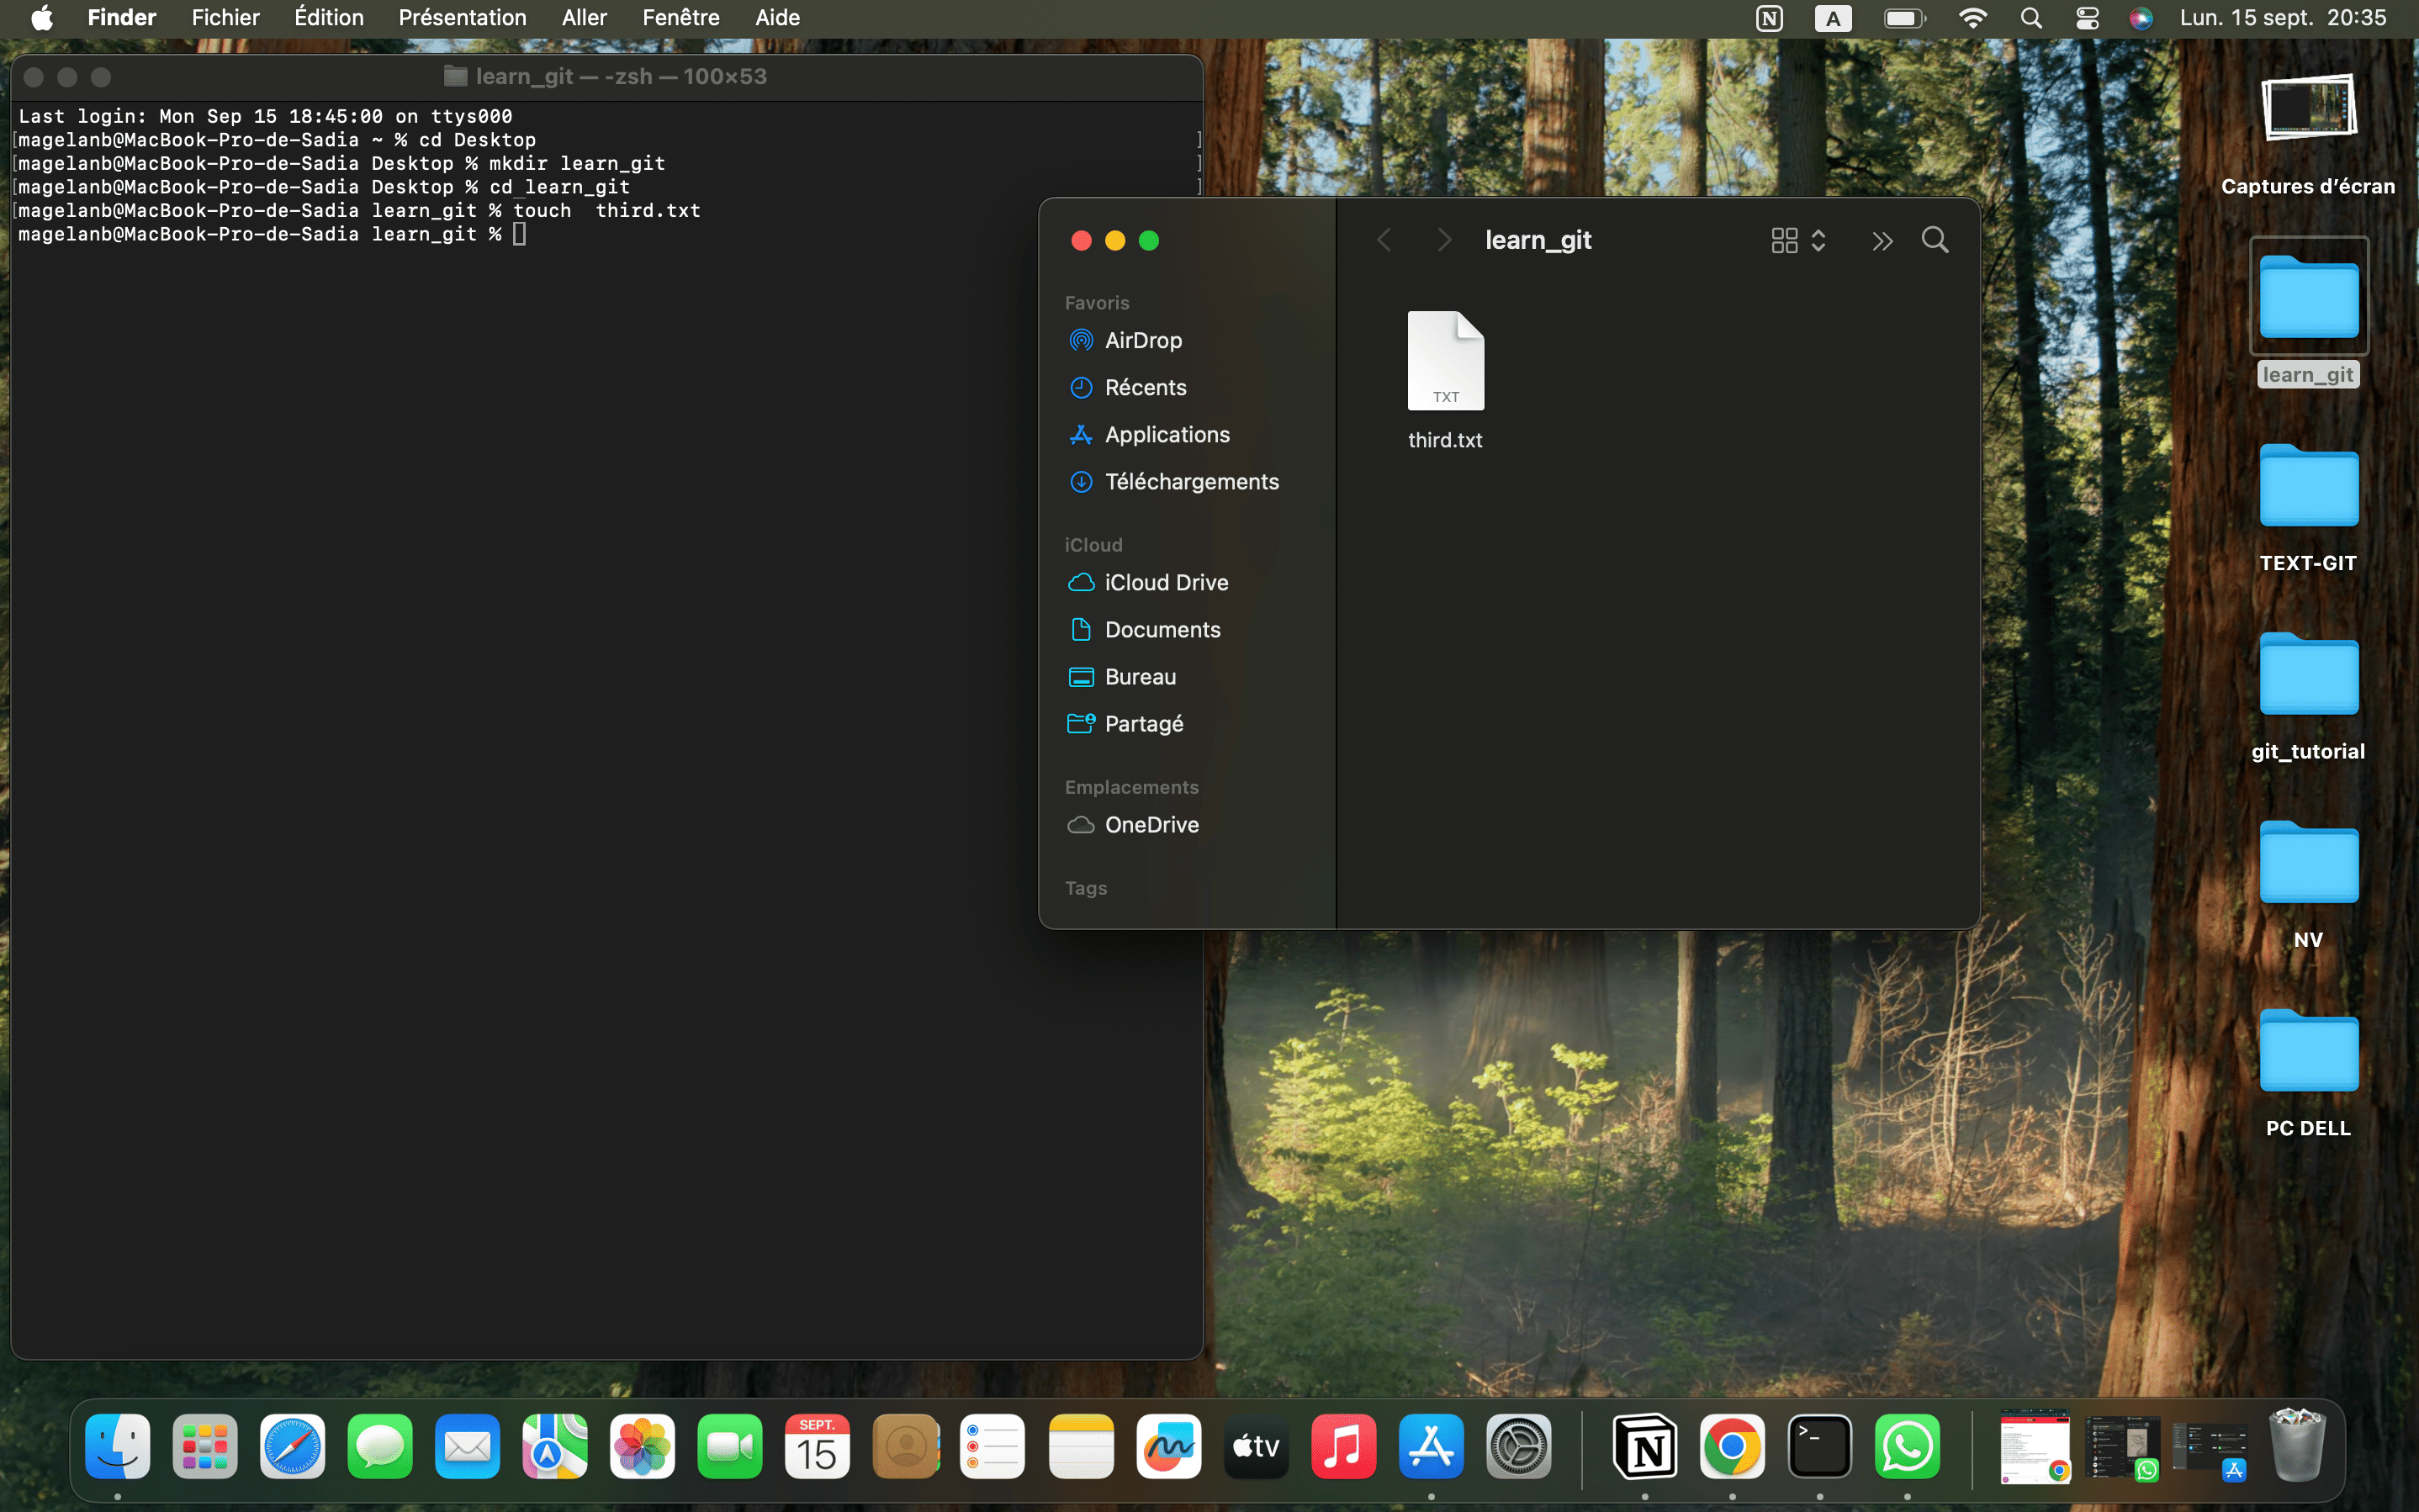 Finder Fichier Édition Présentation Aller Fenêtre Aide A Lun. 15 sept. 20:35
learn_git — -zsh — 100×53
Last login: Mon Sep 15 18:45:00 on ttys000
[magelanb@MacBook-Pro-de-Sadia ~ % cd Desktop ]
[magelanb@MacBook-Pro-de-Sadia Desktop % mkdir learn_git ]
[magelanb@MacBook-Pro-de-Sadia Desktop % cd learn_git ]
[magelanb@MacBook-Pro-de-Sadia learn_git % touch  third.txt
magelanb@MacBook-Pro-de-Sadia learn_git %
learn_git
Favoris
AirDrop
Récents
Applications
Téléchargements
iCloud
iCloud Drive
Documents
Bureau
Partagé
Emplacements
OneDrive
Tags
TXT
third.txt
Captures d’écran
learn_git
TEXT-GIT
git_tutorial
NV
PC DELL
SEPT.
15
tv
N
>_